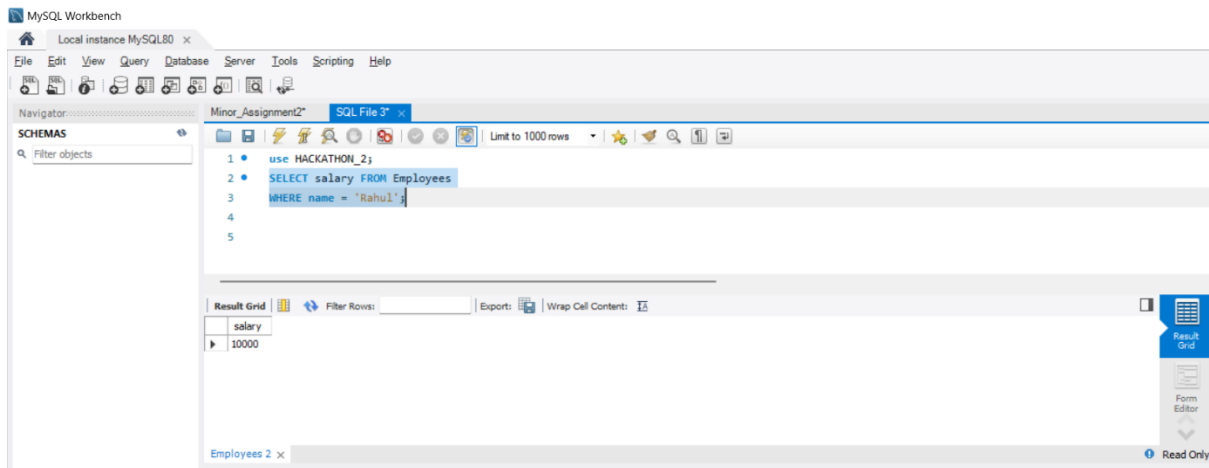 MySQL Workbench
Local instance MySQL80 ×
File Edit View Query Database Server Tools Scripting Help
Navigator
Minor_Assignment2* SQL File 3* ×
SCHEMAS
Limit to 1000 rows
Filter objects
1 use HACKATHON_2;
2 SELECT salary FROM Employees
3 WHERE name = 'Rahul';
4
5
Result Grid Filter Rows: Export: Wrap Cell Content:
salary
10000
Result
Grid
Form
Editor
Employees 2 ×
Read Only